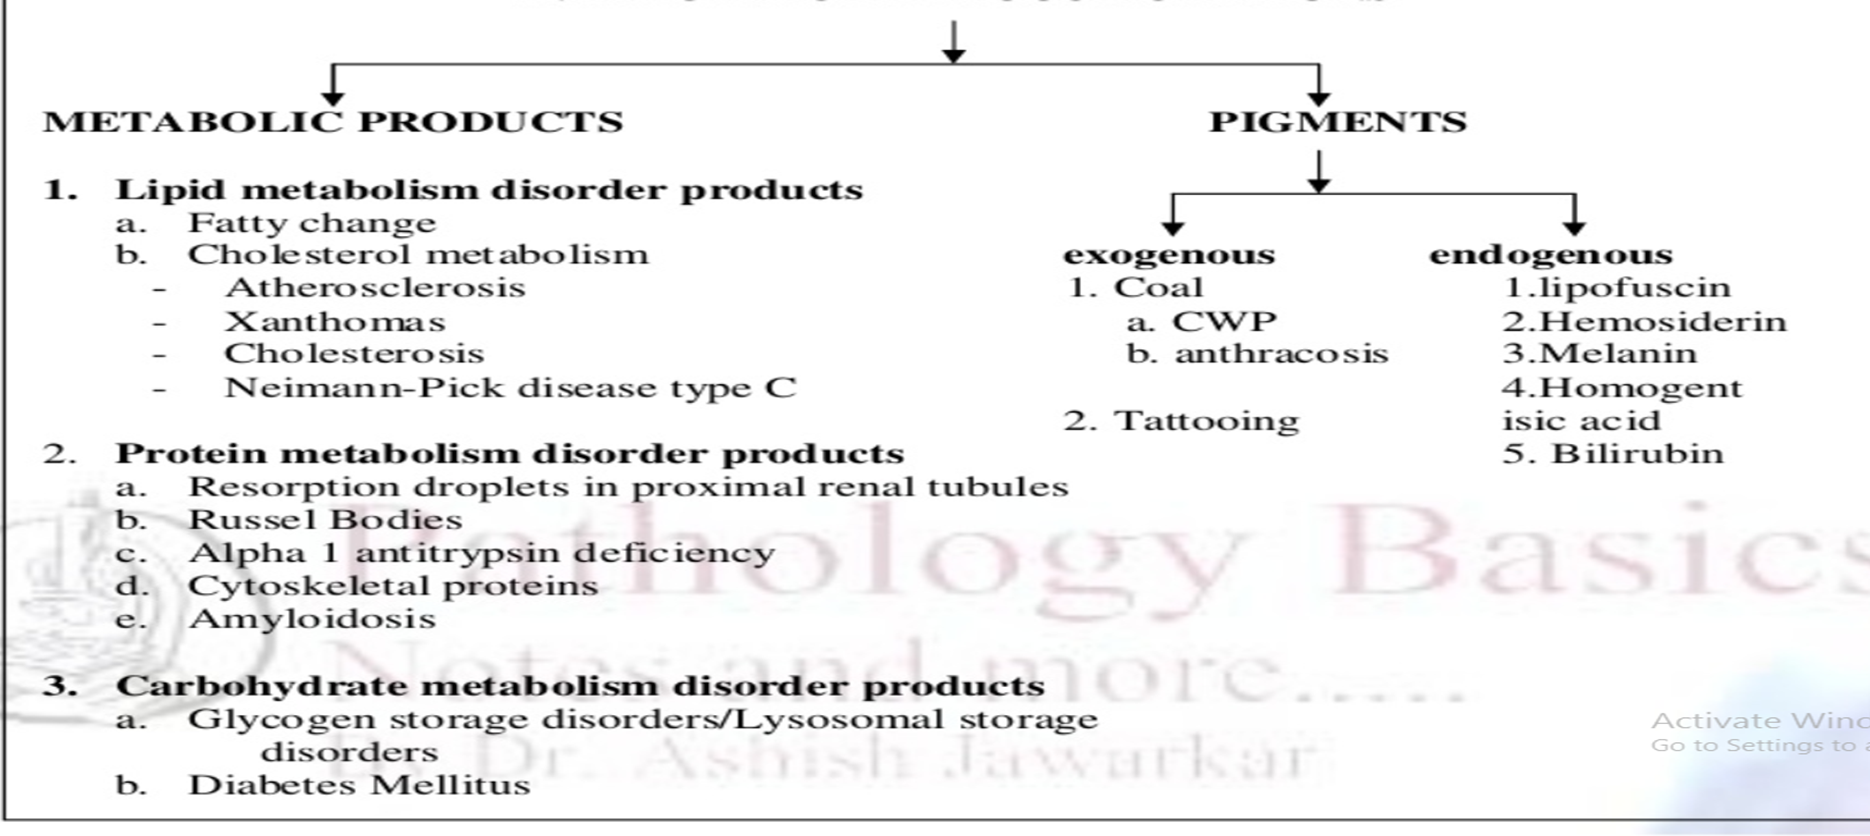 METABOLIC PRODUCTS
1. Lipid metabolism disorder products
a. Fatty change
b. Cholesterol metabolism
- Atherosclerosis
- Xanthomas
- Cholesterosis
- Neimann-Pick disease type C
2. Protein metabolism disorder products
a. Resorption droplets in proximal renal tubules
b. Russel Bodies
c. Alpha 1 antitrypsin deficiency
d. Cytoskeletal proteins
e. Amyloidosis
3. Carbohydrate metabolism disorder products
a. Glycogen storage disorders/Lysosomal storage
disorders
b. Diabetes Mellitus
PIGMENTS
exogenous
1. Coal
a. CWP
b. anthracosis
2. Tattooing
endogenous
1.lipofuscin
2.Hemosiderin
3.Melanin
4.Homogent
isic acid
5. Bilirubin
Pathology Basics
Notes and more.....
Dr. Ashish Jawarkar
Activate Wind
Go to Settings to a